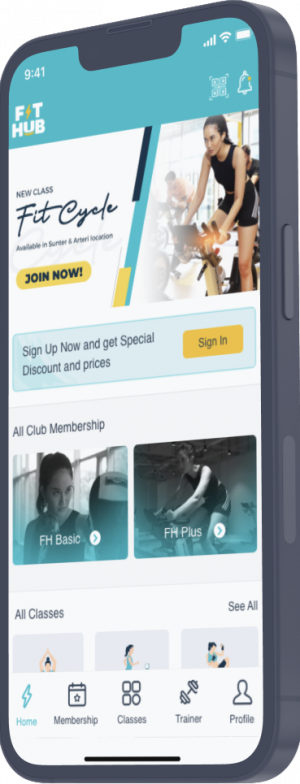 9:41
FIT
HUB
NEW CLASS
Fit Cycle
Available in Sunter & Arteri location
JOIN NOW!
Sign Up Now and get Special
Discount and prices
Sign In
All Club Membership
FH Basic
FH Plus
All Classes
See All
Home
Membership
Classes
Trainer
Profile